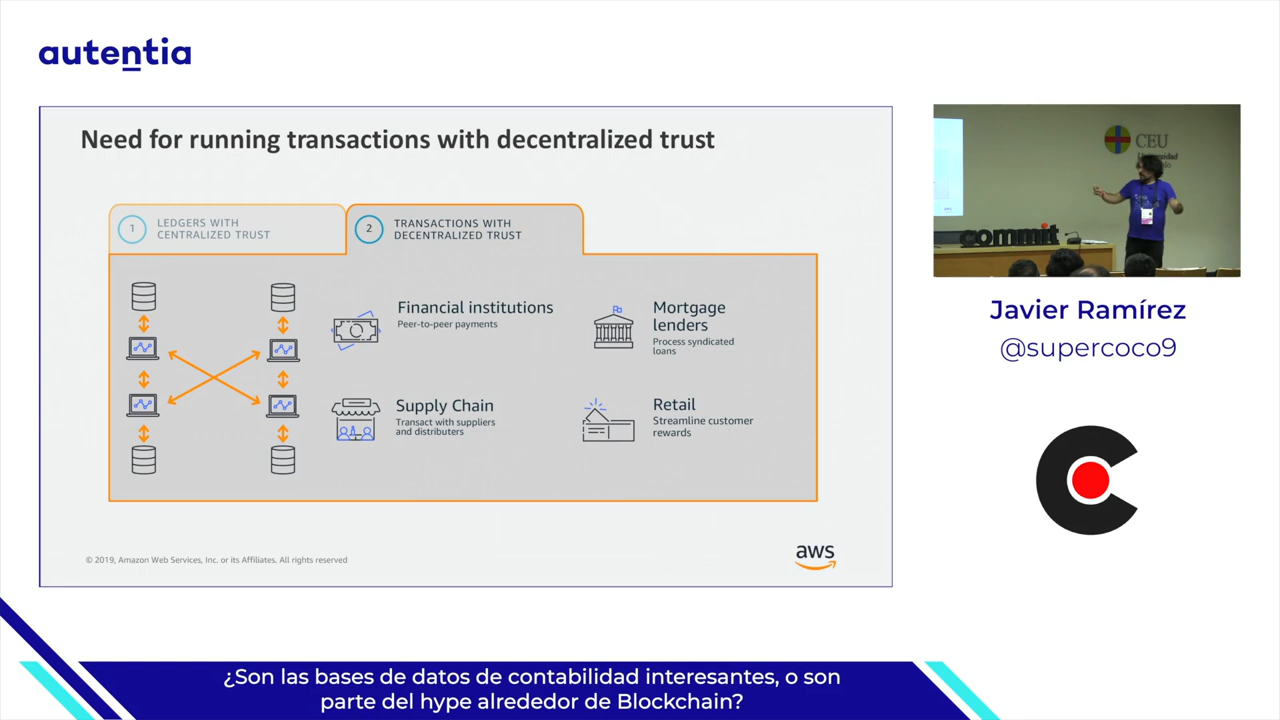 autentia
Need for running transactions with decentralized trust
1
LEDGERS WITH
CENTRALIZED TRUST
2
TRANSACTIONS WITH
DECENTRALIZED TRUST
Financial institutions
Peer-to-peer payments
Mortgage
lenders
Process syndicated
loans
Supply Chain
Transact with suppliers
and distributers
Retail
Streamline customer
rewards
© 2019, Amazon Web Services, Inc. or its Affiliates. All rights reserved
aws
CEU
commit
Javier Ramírez
@supercoco9
¿Son las bases de datos de contabilidad interesantes, o son
parte del hype alrededor de Blockchain?